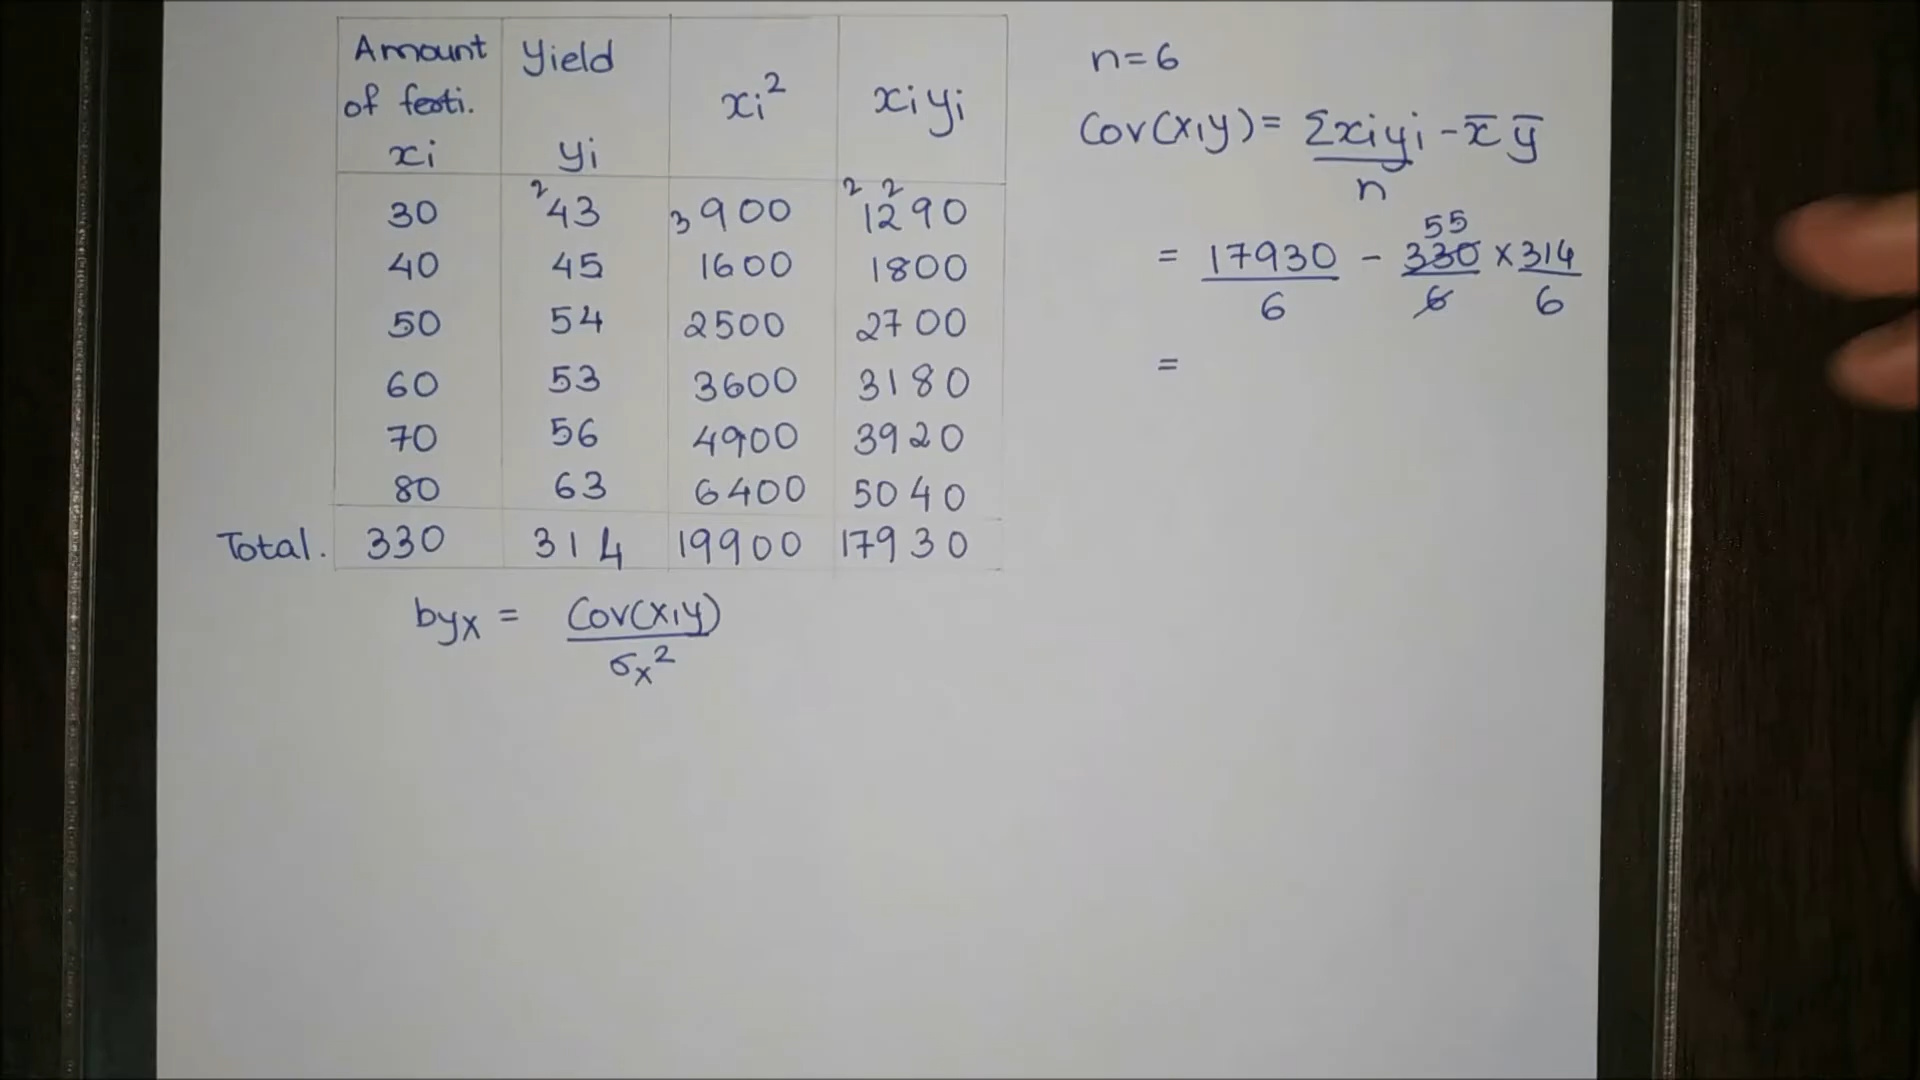 Amount of ferti. xi | Yield yi | xi² | xiyi
30 | ²43 | ₃900 | ²1²290
40 | 45 | 1600 | 1800
50 | 54 | 2500 | 2700
60 | 53 | 3600 | 3180
70 | 56 | 4900 | 3920
80 | 63 | 6400 | 5040
Total. | 330 | 314 | 19900 | 17930
byx = Cov(x,y) / σx²
n=6
Cov(x,y) = Σxiyi / n - x̄ ȳ
55
= 17930/6 - 330/6 × 314/6
=